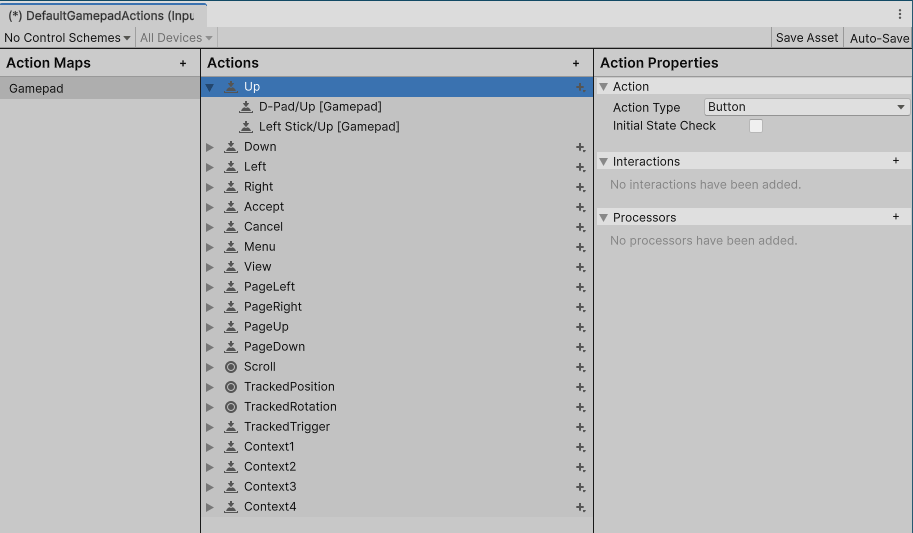 (*) DefaultGamepadActions (Inpu
No Control Schemes All Devices Save Asset Auto-Save
Action Maps +
Gamepad
Actions +
Up
D-Pad/Up [Gamepad]
Left Stick/Up [Gamepad]
Down
Left
Right
Accept
Cancel
Menu
View
PageLeft
PageRight
PageUp
PageDown
Scroll
TrackedPosition
TrackedRotation
TrackedTrigger
Context1
Context2
Context3
Context4
Action Properties
Action
Action Type Button
Initial State Check
Interactions +
No interactions have been added.
Processors +
No processors have been added.